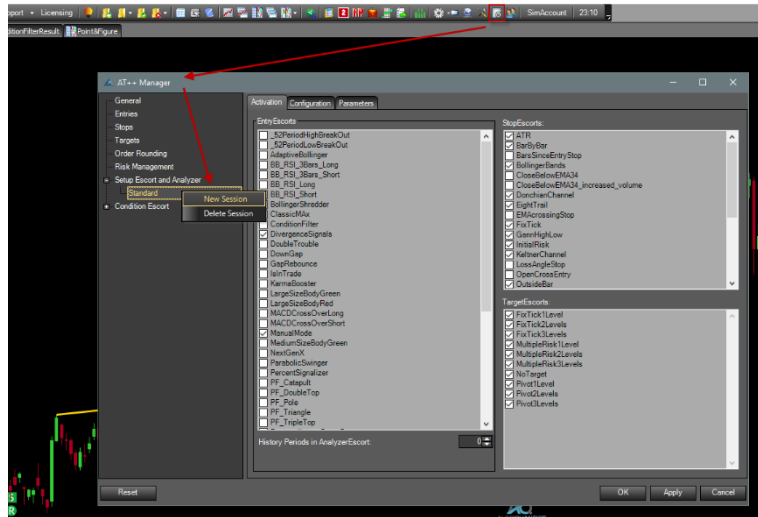 pport
Licensing
SimAccount
23:10
ditionFilterResult
Point&Figure
AT++ Manager
General
Entries
Stops
Targets
Order Rounding
Risk Management
Setup Escort and Analyzer
Standard
Condition Escort
New Session
Delete Session
Activation
Configuration
Parameters
EntryEscorts
_52PeriodHighBreakOut
_52PeriodLowBreakOut
AdaptiveBollinger
BB_RSI_3Bars_Long
BB_RSI_3Bars_Short
BB_RSI_Long
BB_RSI_Short
BollingerShredder
ClassicMAx
ConditionFilter
DivergenceSignals
DoubleTrouble
DownGap
GapRebounce
IsInTrade
KarmaBooster
LargeSizeBodyGreen
LargeSizeBodyRed
MACDCrossOverLong
MACDCrossOverShort
ManualMode
MediumSizeBodyGreen
NextGenX
ParabolicSwinger
PercentSignalizer
PF_Catapult
PF_DoubleTop
PF_Pole
PF_Triangle
PF_TripleTop
History Periods in AnalyzerEscort:
0
StopEscorts:
ATR
BarByBar
BarsSinceEntryStop
BollingerBands
CloseBelowEMA34
CloseBelowEMA34_increased_volume
DonchienChannel
EightTrail
EMAcrossingStop
FixTick
GannHighLow
InitialRisk
KeltnerChannel
LossAngleStop
OpenCrossEntry
OutsideBar
TargetEscorts:
FixTick1Level
FixTick2Levels
FixTick3Levels
MultipleRisk1Level
MultipleRisk2Levels
MultipleRisk3Levels
NoTarget
Pivot1Level
Pivot2Levels
Pivot3Levels
Reset
OK
Apply
Cancel
S
R